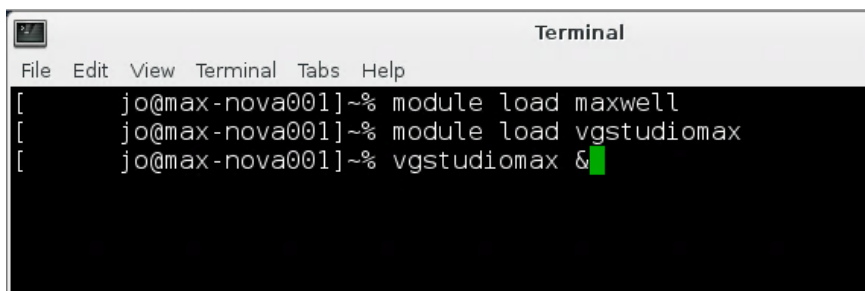 Terminal
File Edit View Terminal Tabs Help
[ jo@max-nova001]~% module load maxwell
[ jo@max-nova001]~% module load vgstudiomax
[ jo@max-nova001]~% vgstudiomax &